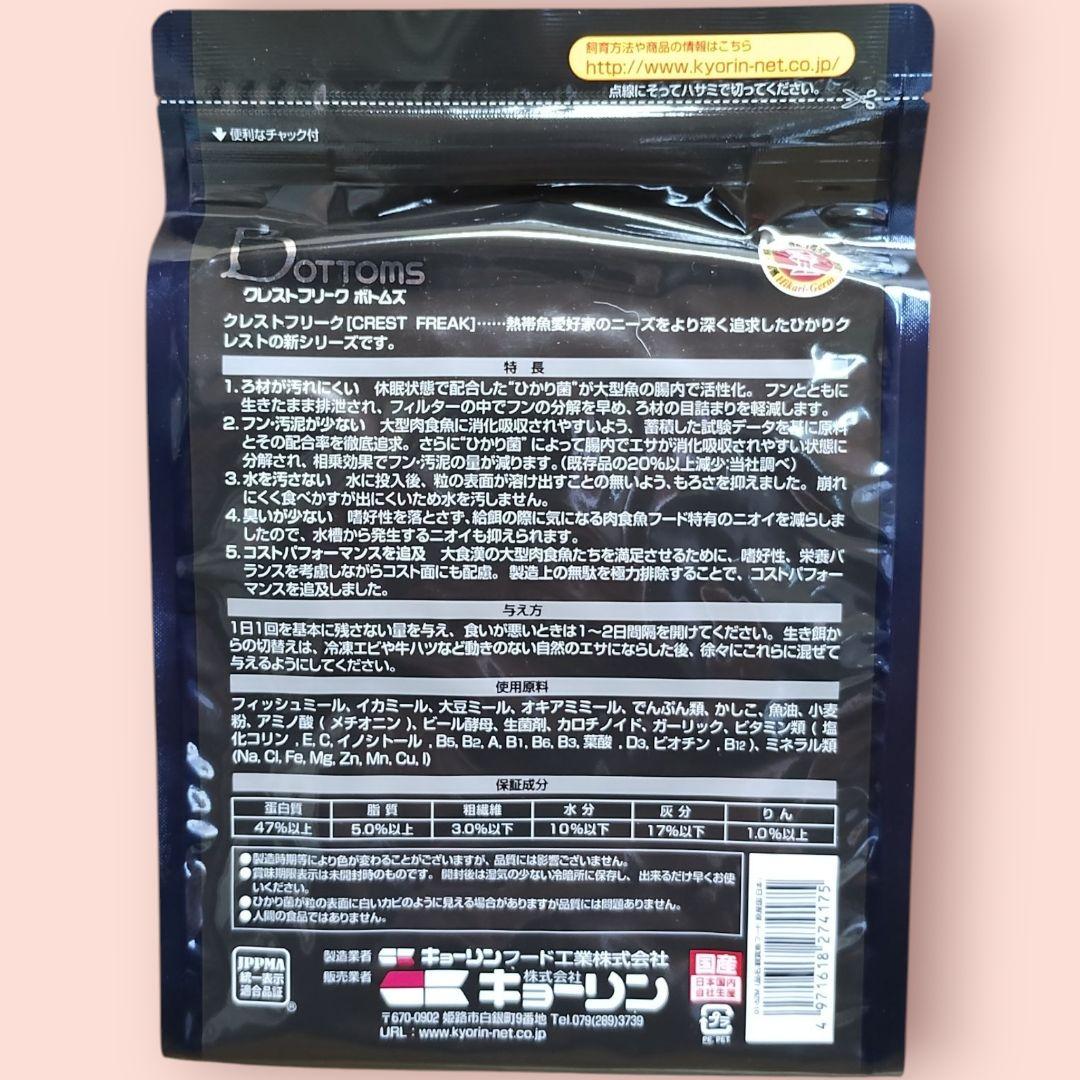 飼育方法や商品の情報はこちら
http://www.kyorin-net.co.jp/
点線にそってハサミで切ってください。
便利なチャック付
BOTTOMS
クレストフリーク ボトムズ
Hikari-Germ
クレストフリーク[CREST FREAK]……熱帯魚愛好家のニーズをより深く追求したひかりク
レストの新シリーズです。
特 長
1. ろ材が汚れにくい 休眠状態で配合した"ひかり菌"が大型魚の腸内で活性化。フンとともに
生きたまま排泄され、フィルターの中でフンの分解を早め、ろ材の目詰まりを軽減します。
2. フン・汚泥が少ない 大型肉食魚に消化吸収されやすいよう、蓄積した試験データを基に原料
とその配合率を徹底追求。さらに"ひかり菌"によって腸内でエサが消化吸収されやすい状態に
分解され、相乗効果でフン・汚泥の量が減ります。(既存品の20%以上減少;当社調べ)
3. 水を汚さない 水に投入後、粒の表面が溶け出すことの無いよう、もろさを抑えました。崩れ
にくく食べかすが出にくいため水を汚しません。
4. 臭いが少ない 嗜好性を落とさず、給餌の際に気になる肉食魚フード特有のニオイを減らしま
したので、水槽から発生するニオイも抑えられます。
5. コストパフォーマンスを追及 大食漢の大型肉食魚たちを満足させるために、嗜好性、栄養バ
ランスを考慮しながらコスト面にも配慮。製造上の無駄を極力排除することで、コストパフォー
マンスを追及しました。
与え方
1日1回を基本に残さない量を与え、食いが悪いときは1〜2日間隔を開けてください。生き餌か
らの切替えは、冷凍エビや牛ハツなど動きのない自然のエサにならした後、徐々にこれらに混ぜて
与えるようにしてください。
使用原料
フィッシュミール、イカミール、大豆ミール、オキアミミール、でんぷん類、かしこ、魚油、小麦
粉、アミノ酸(メチオニン)、ビール酵母、生菌剤、カロチノイド、ガーリック、ビタミン類(塩
化コリン,E,C,イノシトール,B5,B2,A,B1,B6,B3,葉酸,D3,ビオチン,B12)、ミネラル類
(Na, Cl, Fe, Mg, Zn, Mn, Cu, I)
保証成分
蛋白質 脂 質 粗繊維 水 分 灰 分 りん
47%以上 5.0%以上 3.0%以下 10%以下 17%以下 1.0%以上
●製造時期等により色が変わることがございますが、品質には影響ございません。
●賞味期限表示は未開封時のものです。開封後は湿気の少ない冷暗所に保存し、出来るだけ早くお使
いください。
●ひかり菌が粒の表面に白いカビのように見える場合がありますが品質には問題ありません。
●人間の食品ではありません。
JPPMA
統一表示
適合品証
®
製造業者 キョーリンフード工業株式会社
販売業者 株式会社 キョーリン
〒670-0902 姫路市白銀町9番地 Tel.079(289)3739
URL:www.kyorin-net.co.jp
国産
日本国内
自社生産
プラ
PE, PET
4 971618 274175